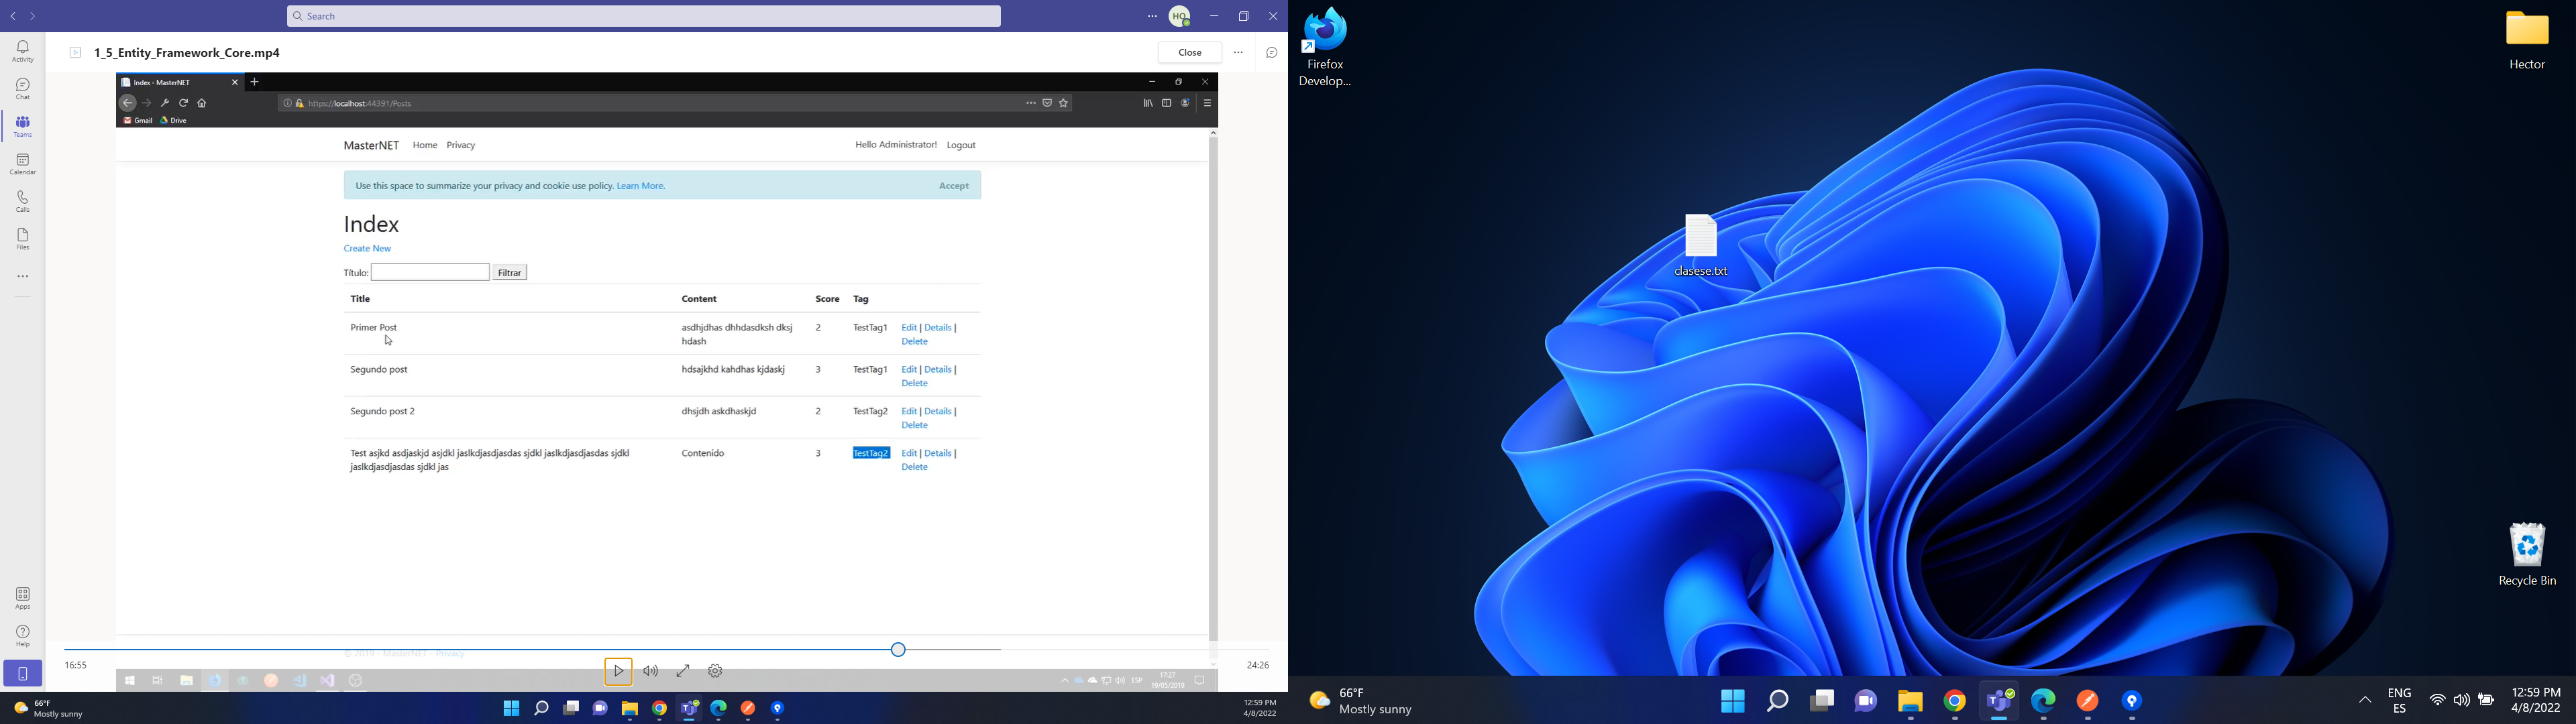 Search
HQ
1_5_Entity_Framework_Core.mp4
Close
Activity
Chat
Teams
Calendar
Calls
Files
Apps
Help
Index - MasterNET
https://localhost:44391/Posts
Gmail Drive
MasterNET Home Privacy Hello Administrator! Logout
Use this space to summarize your privacy and cookie use policy. Learn More. Accept
Index
Create New
Título: Filtrar
Title Content Score Tag
Primer Post asdhjdhas dhhdasdksh dksj hdash 2 TestTag1 Edit | Details | Delete
Segundo post hdsajkhd kahdhas kjdaskj 3 TestTag1 Edit | Details | Delete
Segundo post 2 dhsjdh askdhaskjd 2 TestTag2 Edit | Details | Delete
Test asjkd asdjaskjd asjdkl jaslkdjasdjasdas sjdkl jaslkdjasdjasdas sjdkl jaslkdjasdjasdas sjdkl jas Contenido 3 TestTag2 Edit | Details | Delete
© 2019 - MasterNET - Privacy
16:55
24:26
ESP
17:27
19/05/2019
66°F
Mostly sunny
12:59 PM
4/8/2022
Firefox
Develop...
Hector
clasese.txt
Recycle Bin
66°F
Mostly sunny
ENG
ES
12:59 PM
4/8/2022